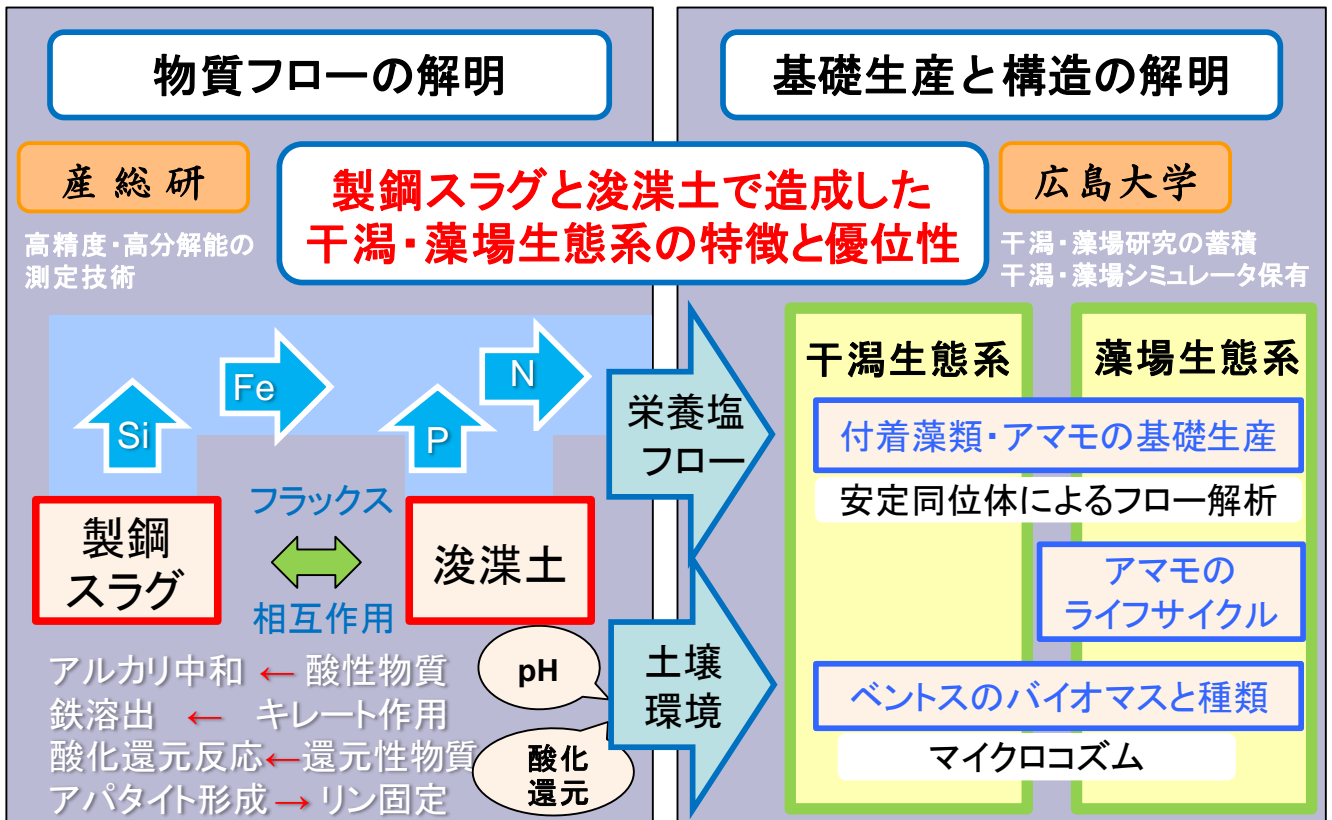 物質フローの解明
基礎生産と構造の解明
産総研
製鋼スラグと浚渫土で造成した
干潟・藻場生態系の特徴と優位性
広島大学
高精度・高分解能の
測定技術
干潟・藻場研究の蓄積
干潟・藻場シミュレータ保有
Si
Fe
P
N
製鋼
スラグ
フラックス
相互作用
浚渫土
アルカリ中和 ← 酸性物質
鉄溶出 ← キレート作用
酸化還元反応←還元性物質
アパタイト形成→ リン固定
pH
酸化
還元
栄養塩
フロー
土壌
環境
干潟生態系
藻場生態系
付着藻類・アマモの基礎生産
安定同位体によるフロー解析
アマモの
ライフサイクル
ベントスのバイオマスと種類
マイクロコズム